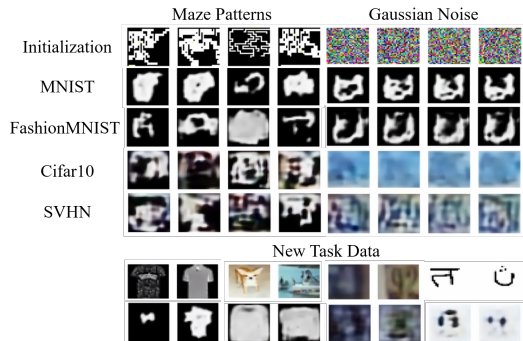 Maze Patterns
Gaussian Noise
Initialization
MNIST
FashionMNIST
Cifar10
SVHN
New Task Data
त
ن